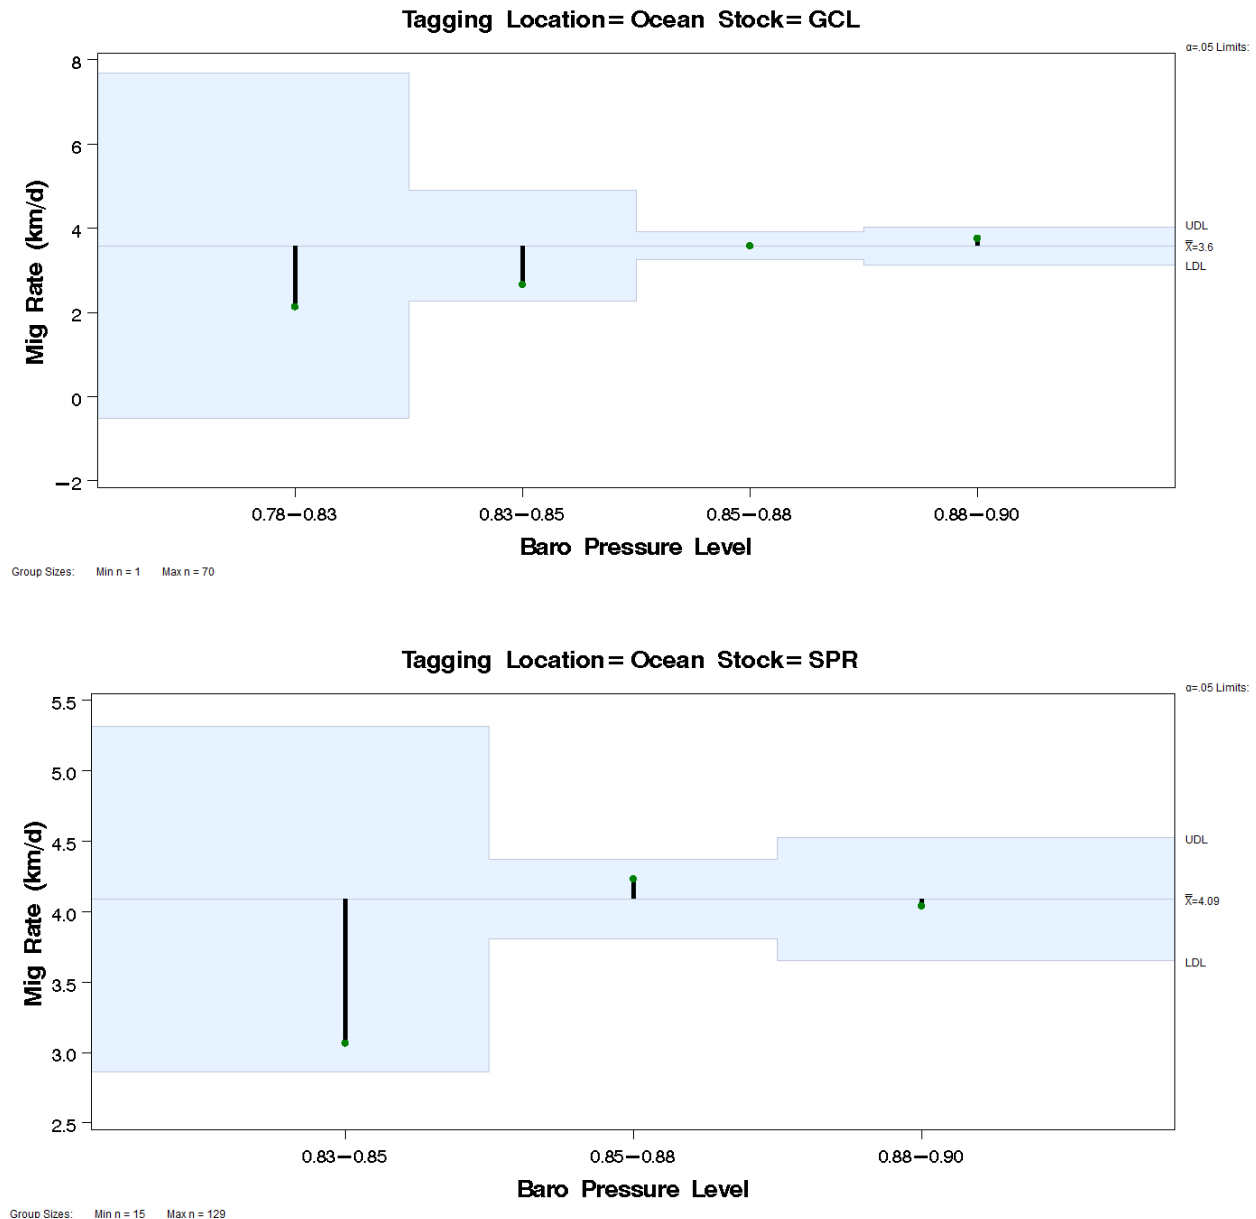 Tagging Location= Ocean Stock= GCL
α=.05 Limits:
8
6
4
2
0
−2
Mig Rate (km/d)
UDL
X̿=3.6
LDL
0.78−0.83 0.83−0.85 0.85−0.88 0.88−0.90
Baro Pressure Level
Group Sizes: Min n = 1 Max n = 70
Tagging Location= Ocean Stock= SPR
α=.05 Limits:
5.5
5.0
4.5
4.0
3.5
3.0
2.5
Mig Rate (km/d)
UDL
X̿=4.09
LDL
0.83−0.85 0.85−0.88 0.88−0.90
Baro Pressure Level
Group Sizes: Min n = 15 Max n = 129